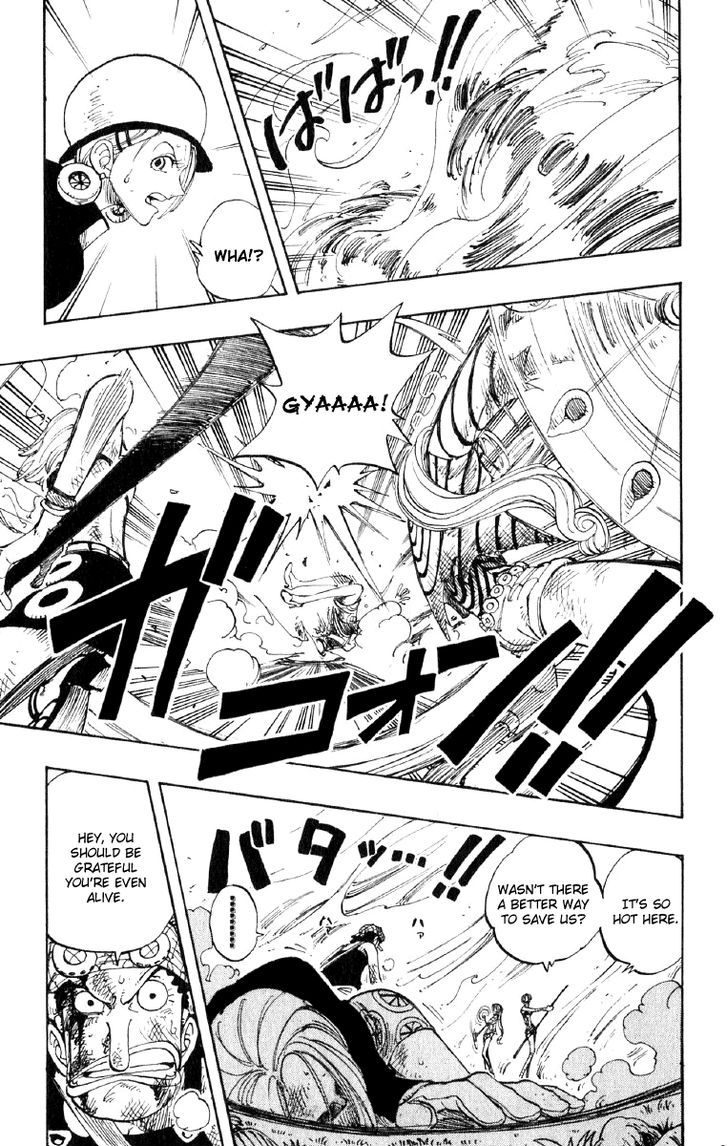 ばばっ!!
WHA!?
GYAAAA!
ガコォン!!
IT'S SO
HOT HERE.
WASN'T THERE
A BETTER WAY
TO SAVE US?
バタッ…!!
ハァ
………
HEY, YOU
SHOULD BE
GRATEFUL
YOU'RE EVEN
ALIVE.